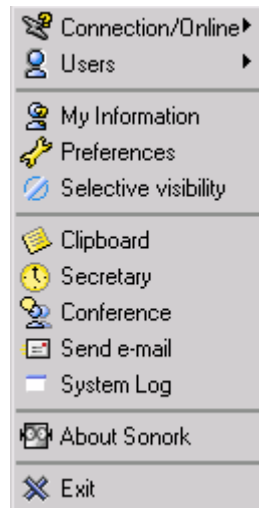 Connection/Online
Users
My Information
Preferences
Selective visibility
Clipboard
Secretary
Conference
Send e-mail
System Log
About Sonork
Exit